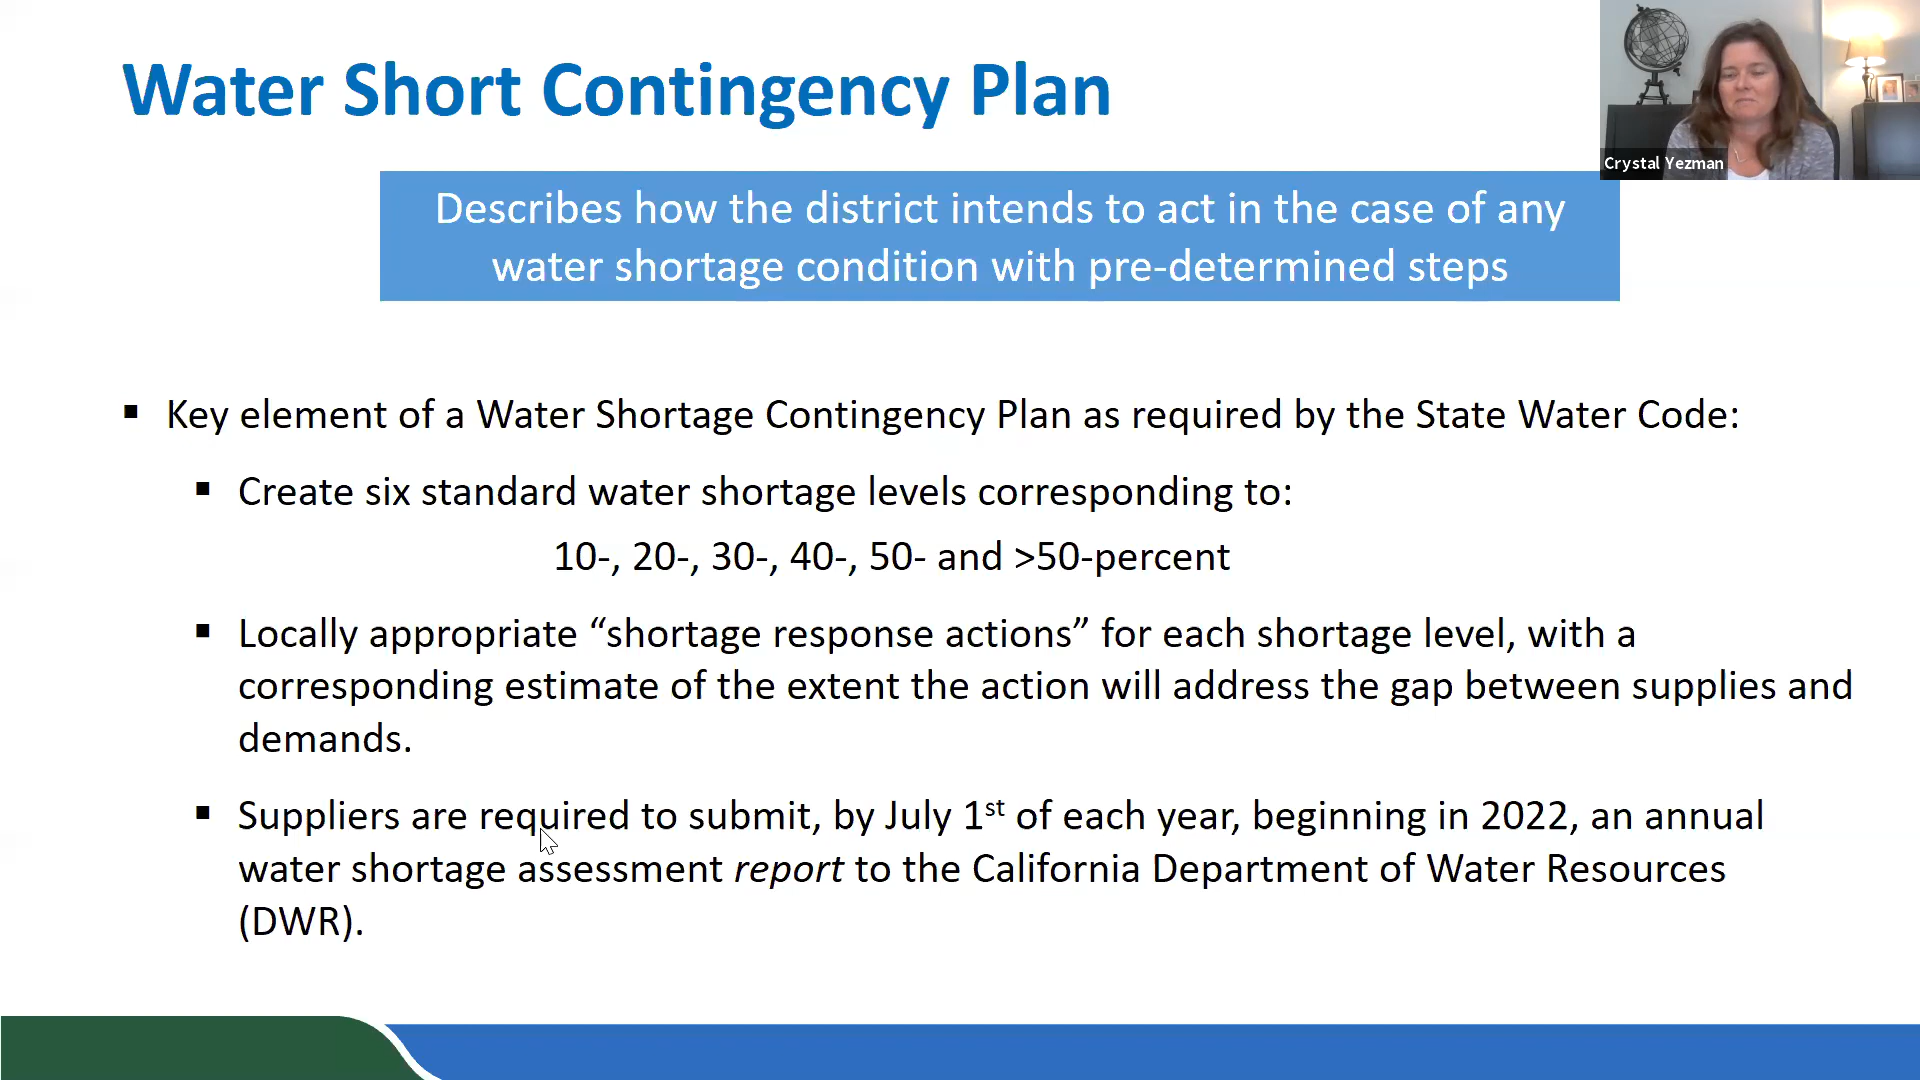 Water Short Contingency Plan
Crystal Yezman
Describes how the district intends to act in the case of any
water shortage condition with pre-determined steps
▪ Key element of a Water Shortage Contingency Plan as required by the State Water Code:
▪ Create six standard water shortage levels corresponding to:
10-, 20-, 30-, 40-, 50- and >50-percent
▪ Locally appropriate “shortage response actions” for each shortage level, with a
corresponding estimate of the extent the action will address the gap between supplies and
demands.
▪ Suppliers are required to submit, by July 1st of each year, beginning in 2022, an annual
water shortage assessment report to the California Department of Water Resources
(DWR).